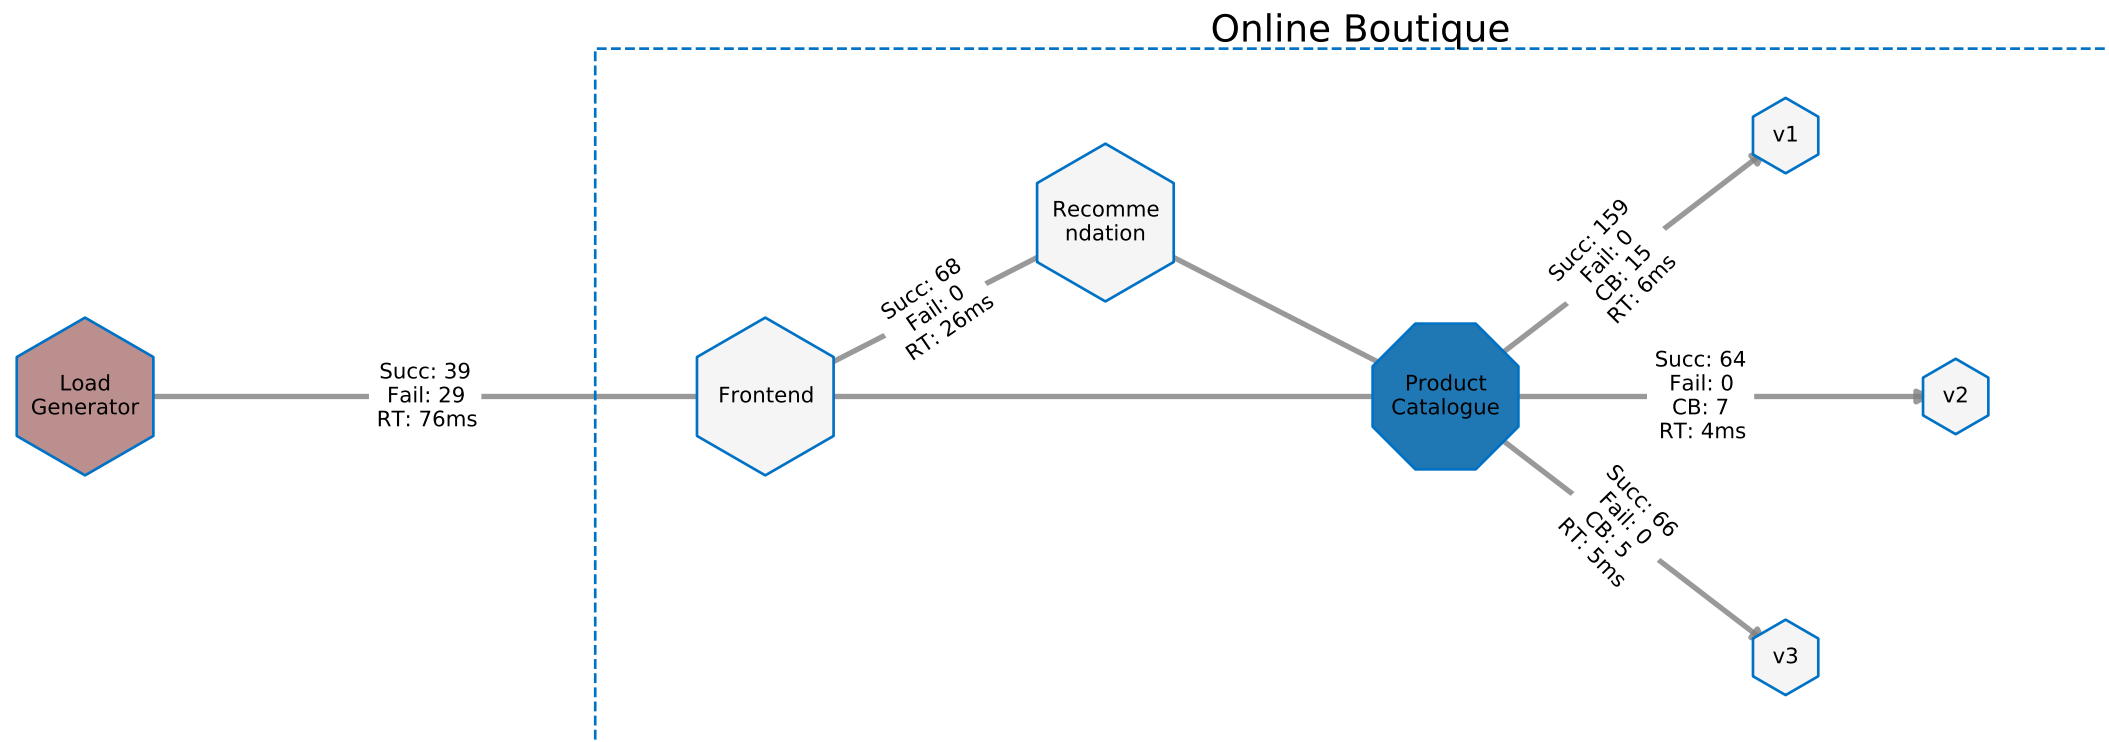 Online Boutique
Load
Generator
Succ: 39
Fail: 29
RT: 76ms
Frontend
Succ: 68
Fail: 0
RT: 26ms
Recomme
ndation
Product
Catalogue
Succ: 159
Fail: 0
CB: 15
RT: 6ms
v1
Succ: 64
Fail: 0
CB: 7
RT: 4ms
v2
Succ: 66
Fail: 0
CB: 5
RT: 5ms
v3